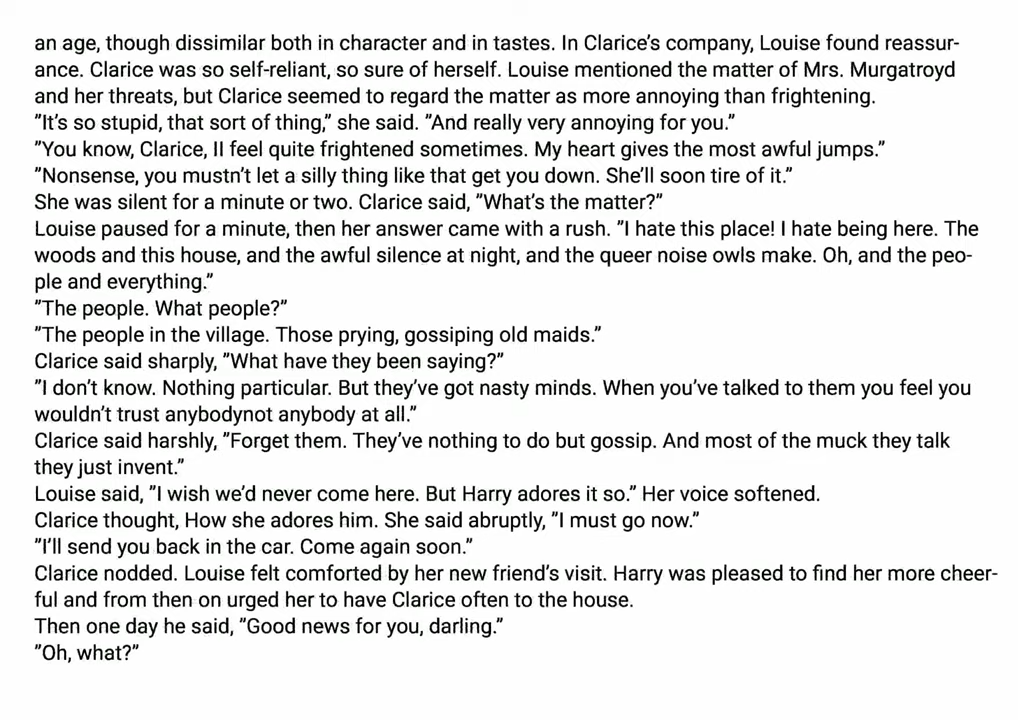 an age, though dissimilar both in character and in tastes. In Clarice’s company, Louise found reassur-
ance. Clarice was so self-reliant, so sure of herself. Louise mentioned the matter of Mrs. Murgatroyd
and her threats, but Clarice seemed to regard the matter as more annoying than frightening.
”It’s so stupid, that sort of thing,” she said. ”And really very annoying for you.”
”You know, Clarice, II feel quite frightened sometimes. My heart gives the most awful jumps.”
”Nonsense, you mustn’t let a silly thing like that get you down. She’ll soon tire of it.”
She was silent for a minute or two. Clarice said, ”What’s the matter?”
Louise paused for a minute, then her answer came with a rush. ”I hate this place! I hate being here. The
woods and this house, and the awful silence at night, and the queer noise owls make. Oh, and the peo-
ple and everything.”
”The people. What people?”
”The people in the village. Those prying, gossiping old maids.”
Clarice said sharply, ”What have they been saying?”
”I don’t know. Nothing particular. But they’ve got nasty minds. When you’ve talked to them you feel you
wouldn’t trust anybodynot anybody at all.”
Clarice said harshly, ”Forget them. They’ve nothing to do but gossip. And most of the muck they talk
they just invent.”
Louise said, ”I wish we’d never come here. But Harry adores it so.” Her voice softened.
Clarice thought, How she adores him. She said abruptly, ”I must go now.”
”I’ll send you back in the car. Come again soon.”
Clarice nodded. Louise felt comforted by her new friend’s visit. Harry was pleased to find her more cheer-
ful and from then on urged her to have Clarice often to the house.
Then one day he said, ”Good news for you, darling.”
”Oh, what?”